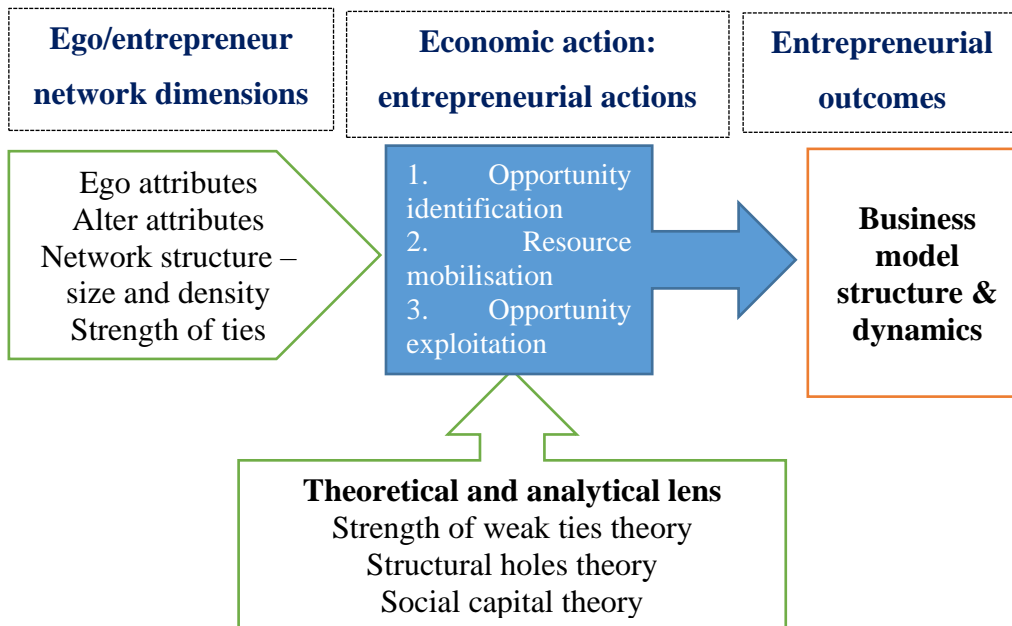 Ego/entrepreneur
network dimensions
Economic action:
entrepreneurial actions
Entrepreneurial
outcomes
Ego attributes
Alter attributes
Network structure –
size and density
Strength of ties
1. Opportunity
identification
2. Resource
mobilisation
3. Opportunity
exploitation
Business
model
structure &
dynamics
Theoretical and analytical lens
Strength of weak ties theory
Structural holes theory
Social capital theory